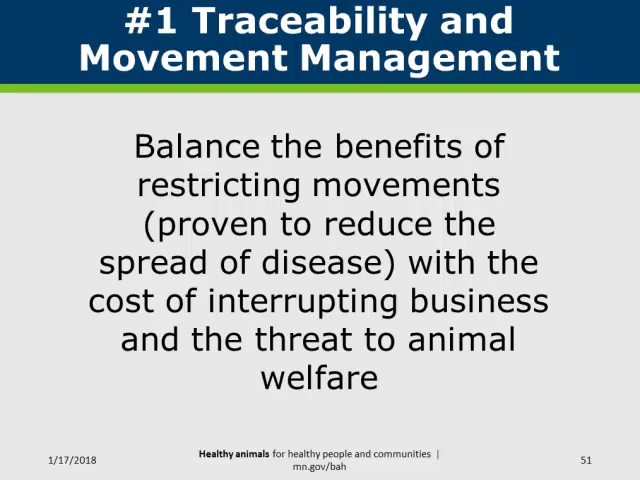 #1 Traceability and
Movement Management
Balance the benefits of
restricting movements
(proven to reduce the
spread of disease) with the
cost of interrupting business
and the threat to animal
welfare
1/17/2018
Healthy animals for healthy people and communities |
mn.gov/bah
51